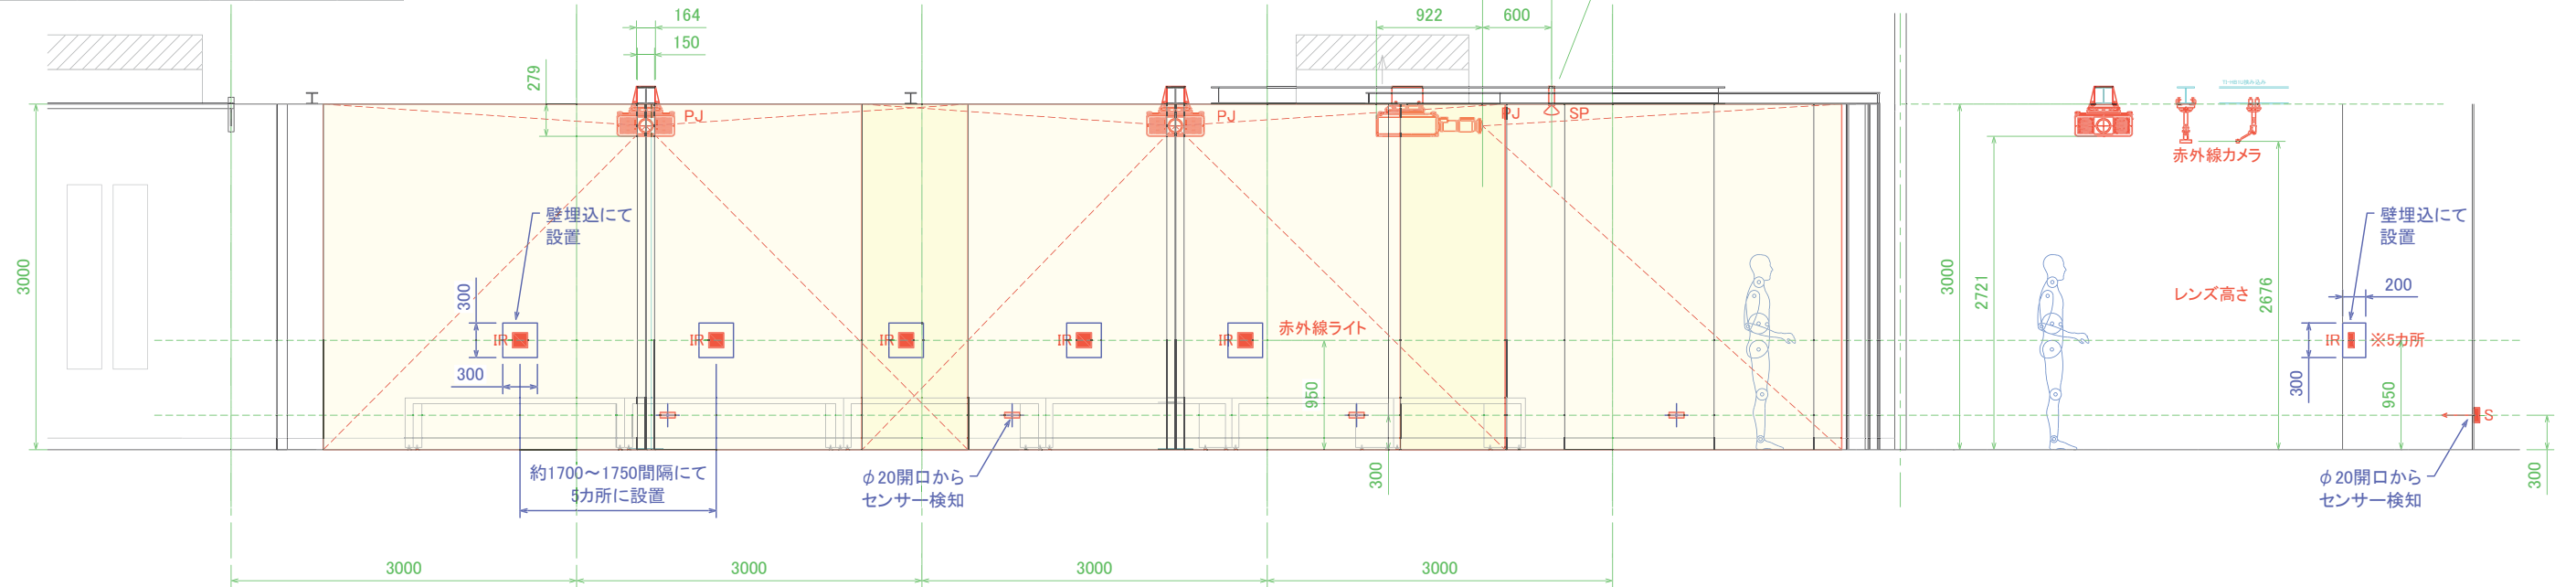 164
922
600
150
279
PJ
PJ
PJ
SP
赤外線カメラ
壁埋込にて
設置
壁埋込にて
設置
3000
3000
2721
レンズ高さ
2676
200
300
IR
IR
IR
IR
IR
赤外線ライト
IR
※5カ所
300
300
950
950
S
約1700～1750間隔にて
5カ所に設置
φ20開口から
センサー検知
300
φ20開口から
センサー検知
300
3000
3000
3000
3000